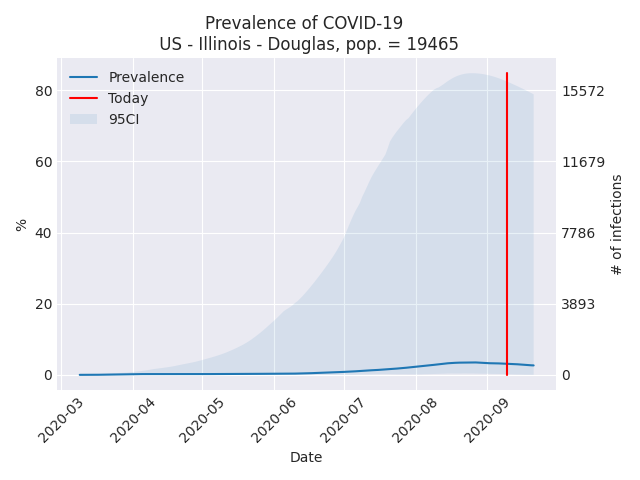 Prevalence of COVID-19
US - Illinois - Douglas, pop. = 19465
Prevalence
Today
95CI
80
60
40
20
0
%
15572
11679
7786
3893
0
# of infections
2020-03
2020-04
2020-05
2020-06
2020-07
2020-08
2020-09
Date